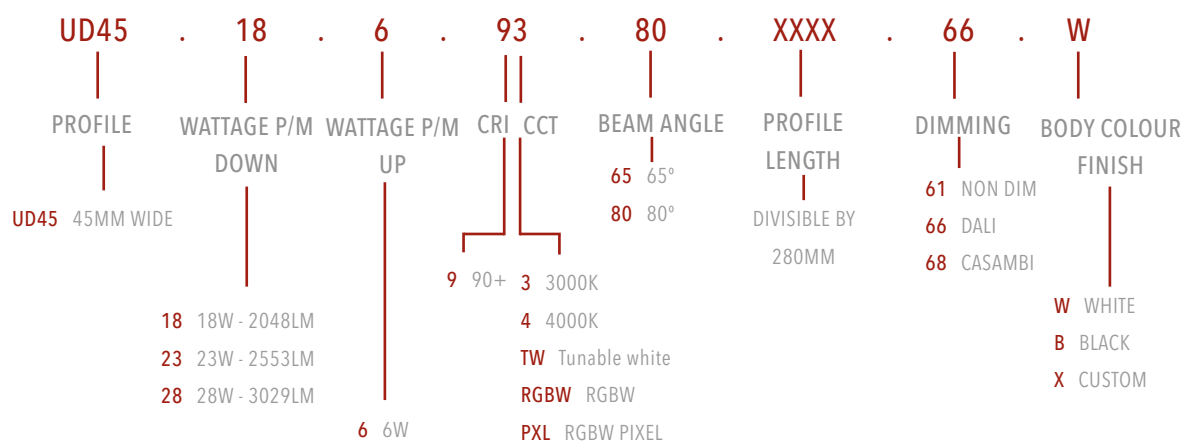 UD45 . 18 . 6 . 93 . 80 . XXXX . 66 . W
PROFILE
WATTAGE P/M
DOWN
WATTAGE P/M
UP
CRI CCT
BEAM ANGLE
PROFILE
LENGTH
DIMMING
BODY COLOUR
FINISH
UD45 45MM WIDE
18 18W - 2048LM
23 23W - 2553LM
28 28W - 3029LM
6 6W
9 90+
3 3000K
4 4000K
TW Tunable white
RGBW RGBW
PXL RGBW PIXEL
65 65º
80 80º
DIVISIBLE BY
280MM
61 NON DIM
66 DALI
68 CASAMBI
W WHITE
B BLACK
X CUSTOM